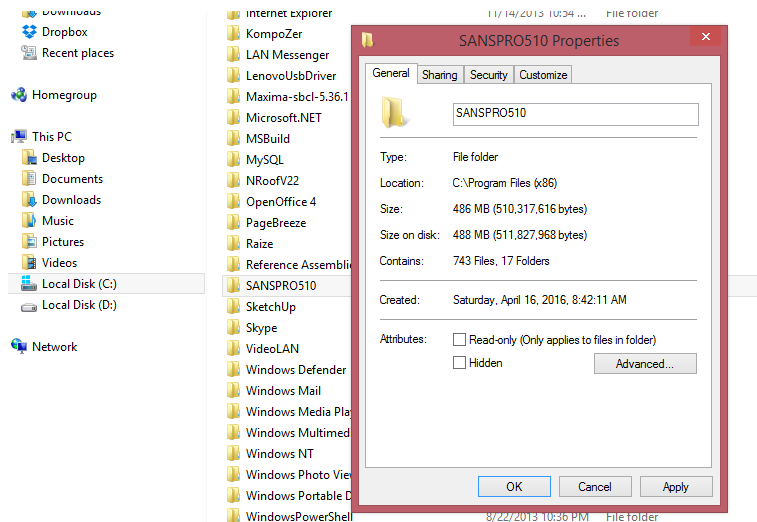 Downloads
Dropbox
Recent places
Homegroup
This PC
Desktop
Documents
Downloads
Music
Pictures
Videos
Local Disk (C:)
Local Disk (D:)
Network
Internet Explorer 11/14/2013 10:54 ... File folder
KompoZer
LAN Messenger
LenovoUsbDriver
Maxima-sbcl-5.36.1
Microsoft.NET
MSBuild
MySQL
NRoofV22
OpenOffice 4
PageBreeze
Raize
Reference Assemblie
SANSPRO510
SketchUp
Skype
VideoLAN
Windows Defender
Windows Mail
Windows Media Play
Windows Multimed
Windows NT
Windows Photo View
Windows Portable D
WindowsPowerShell 8/22/2013 10:36 PM File folder
SANSPRO510 Properties
General Sharing Security Customize
SANSPRO510
Type: File folder
Location: C:\Program Files (x86)
Size: 486 MB (510,317,616 bytes)
Size on disk: 488 MB (511,827,968 bytes)
Contains: 743 Files, 17 Folders
Created: Saturday, April 16, 2016, 8:42:11 AM
Attributes: Read-only (Only applies to files in folder)
Hidden Advanced...
OK Cancel Apply